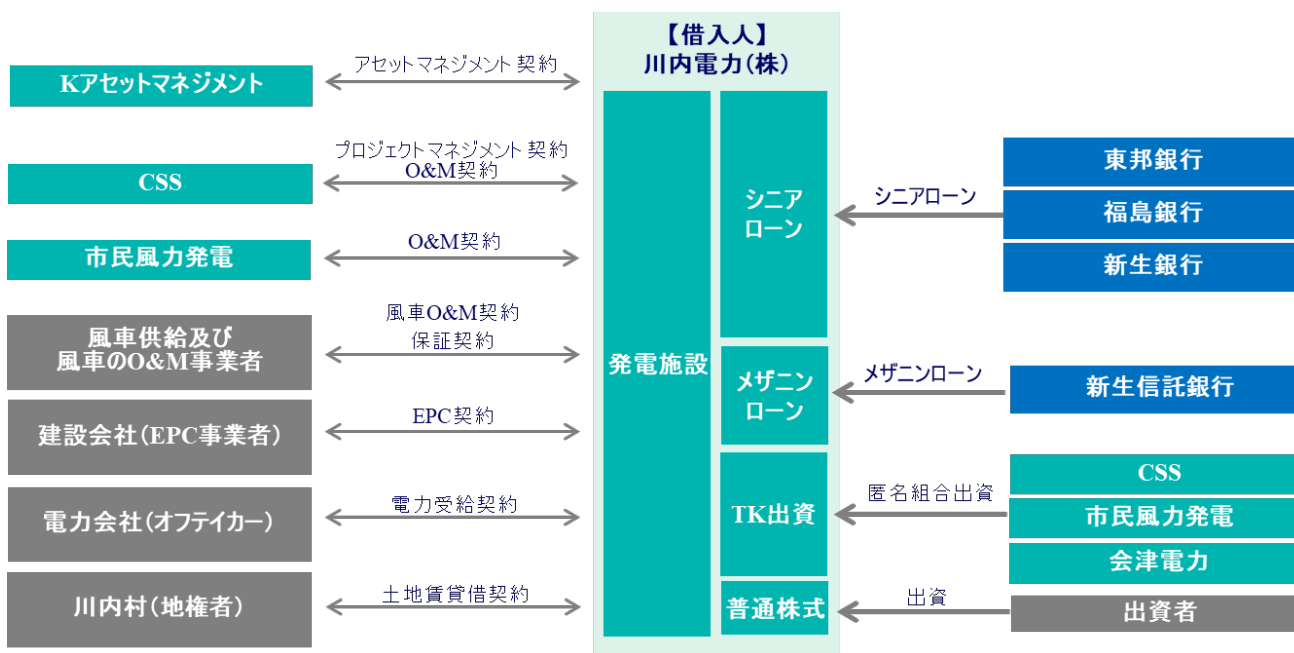 【借入人】
川内電力(株)
Kアセットマネジメント
アセットマネジメント契約
CSS
プロジェクトマネジメント契約
O&M契約
市民風力発電
O&M契約
風車供給及び
風車のO&M事業者
風車O&M契約
保証契約
建設会社(EPC事業者)
EPC契約
電力会社(オフテイカー)
電力受給契約
川内村(地権者)
土地賃貸借契約
発電施設
シニア
ローン
メザニン
ローン
TK出資
普通株式
シニアローン
東邦銀行
福島銀行
新生銀行
メザニンローン
新生信託銀行
匿名組合出資
CSS
市民風力発電
会津電力
出資
出資者